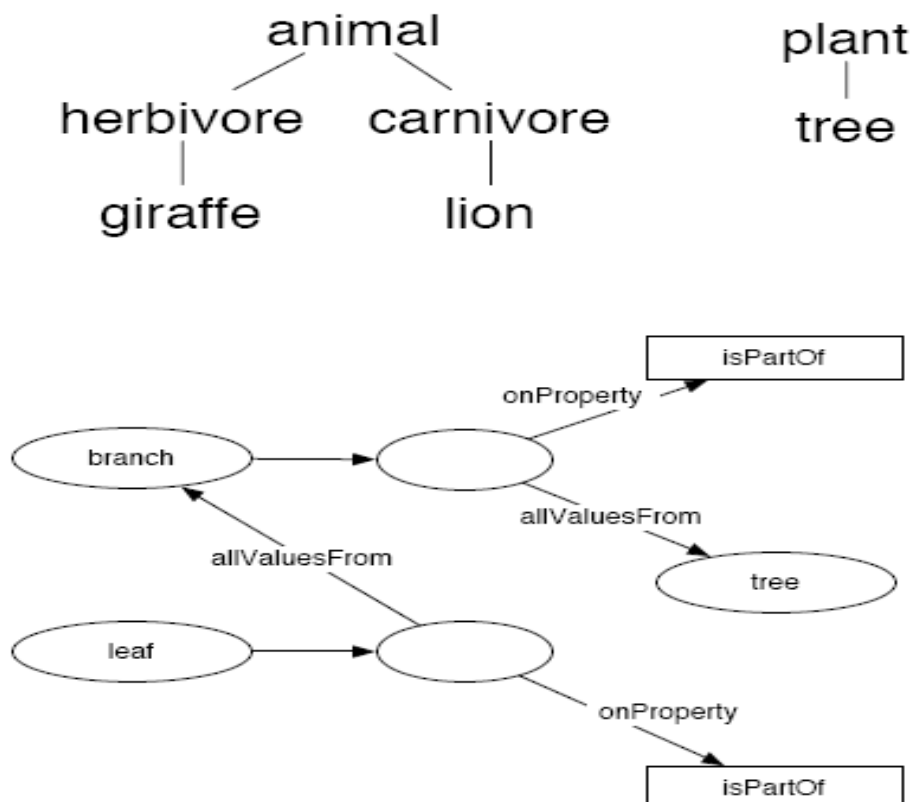 animal
plant
herbivore
carnivore
tree
giraffe
lion
isPartOf
onProperty
branch
allValuesFrom
allValuesFrom
tree
leaf
onProperty
isPartOf